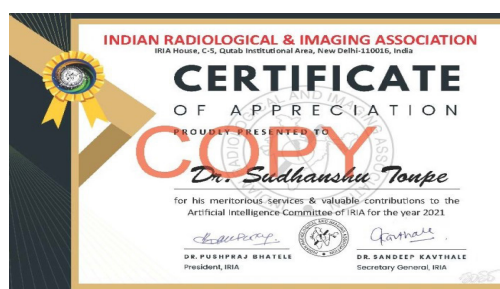 INDIAN RADIOLOGICAL & IMAGING ASSOCIATION
IRIA House, C-5, Qutab Institutional Area, New Delhi-110016, India
CERTIFICATE
OF APPRECIATION
PROUDLY PRESENTED TO
COPY
Dr. Sudhanshu Tonpe
for his meritorious services & valuable contributions to the
Artificial Intelligence Committee of IRIA for the year 2021
DR. PUSHPRAJ BHATELE
President, IRIA
DR. SANDEEP KAVTHALE
Secretary General, IRIA